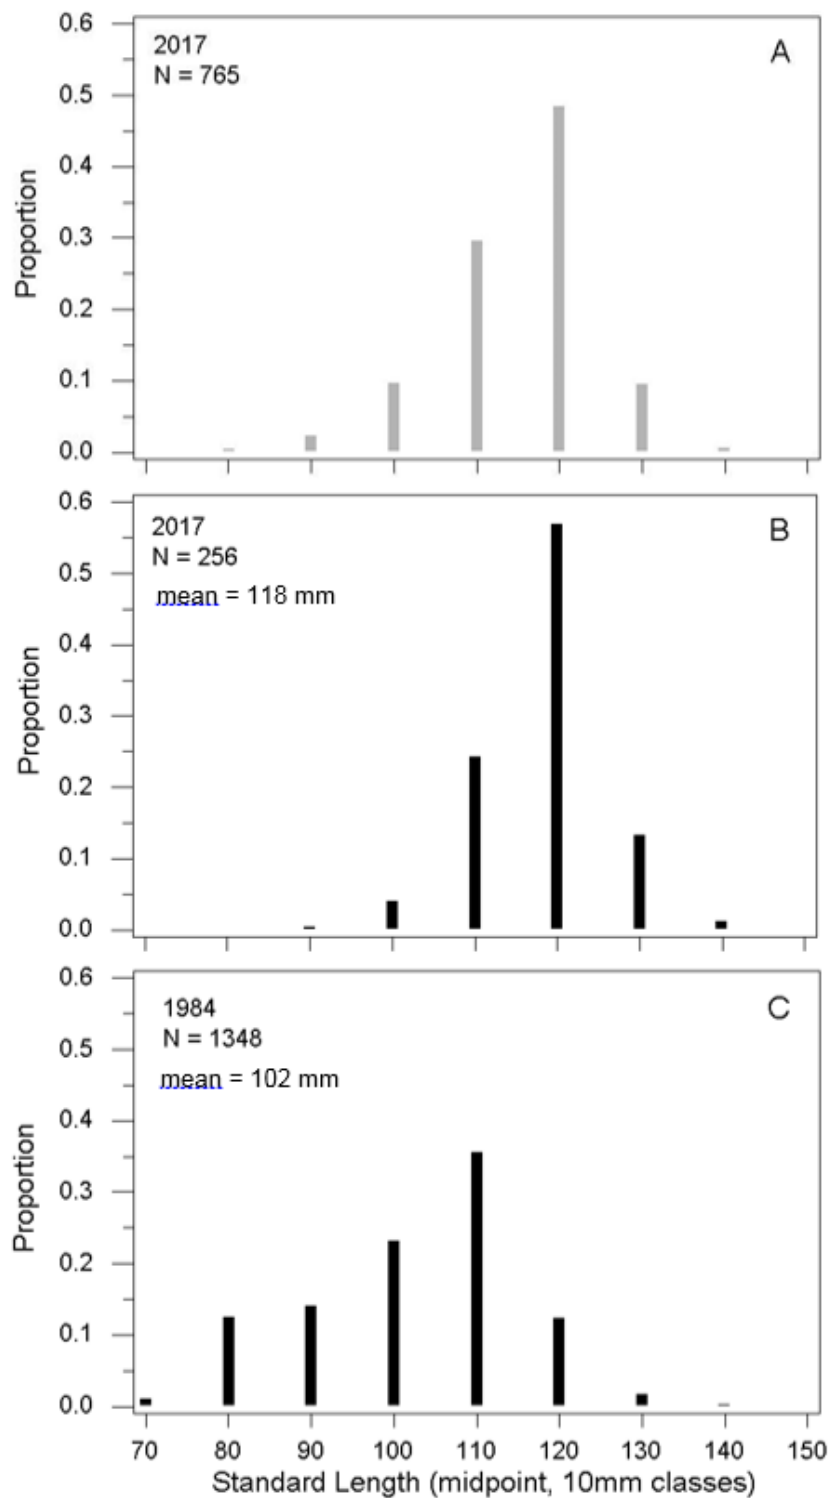 2017
N = 765
A
0.6
0.5
0.4
0.3
0.2
0.1
0.0
Proportion
2017
N = 256
mean = 118 mm
B
0.6
0.5
0.4
0.3
0.2
0.1
0.0
Proportion
1984
N = 1348
mean = 102 mm
C
0.6
0.5
0.4
0.3
0.2
0.1
0.0
Proportion
70 80 90 100 110 120 130 140 150
Standard Length (midpoint, 10mm classes)